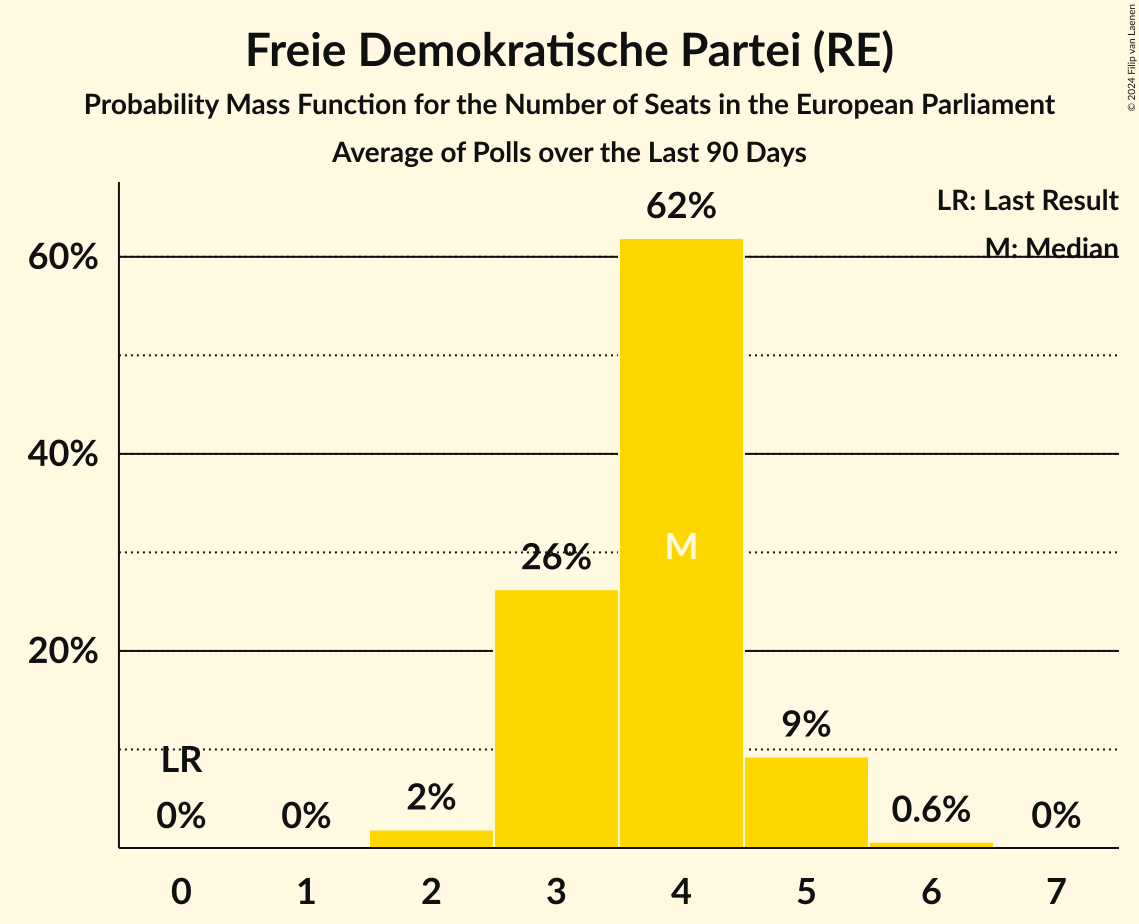 Freie Demokratische Partei (RE)
Probability Mass Function for the Number of Seats in the European Parliament
Average of Polls over the Last 90 Days
© 2024 Filip van Laenen
LR: Last Result
M: Median
60%
40%
20%
LR
0%
0%
2%
26%
62%
M
9%
0.6%
0%
0 1 2 3 4 5 6 7